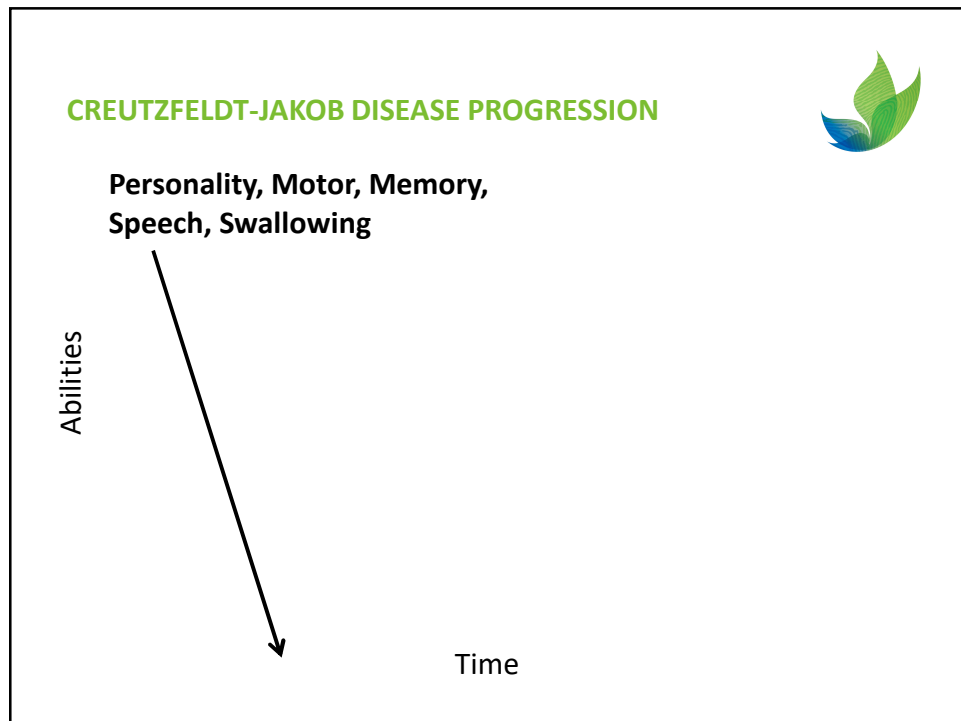 CREUTZFELDT-JAKOB DISEASE PROGRESSION
Personality, Motor, Memory,
Speech, Swallowing
Abilities
Time